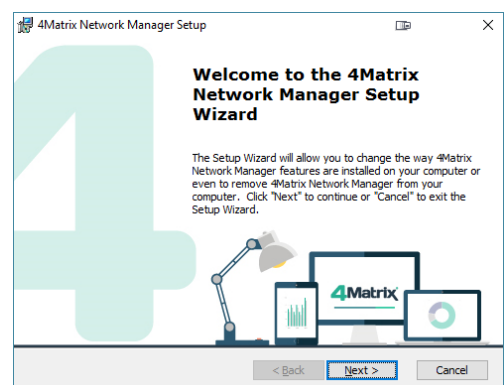 4Matrix Network Manager Setup
Welcome to the 4Matrix
Network Manager Setup
Wizard
The Setup Wizard will allow you to change the way 4Matrix
Network Manager features are installed on your computer or
even to remove 4Matrix Network Manager from your
computer. Click "Next" to continue or "Cancel" to exit the
Setup Wizard.
4
4Matrix
< Back Next > Cancel